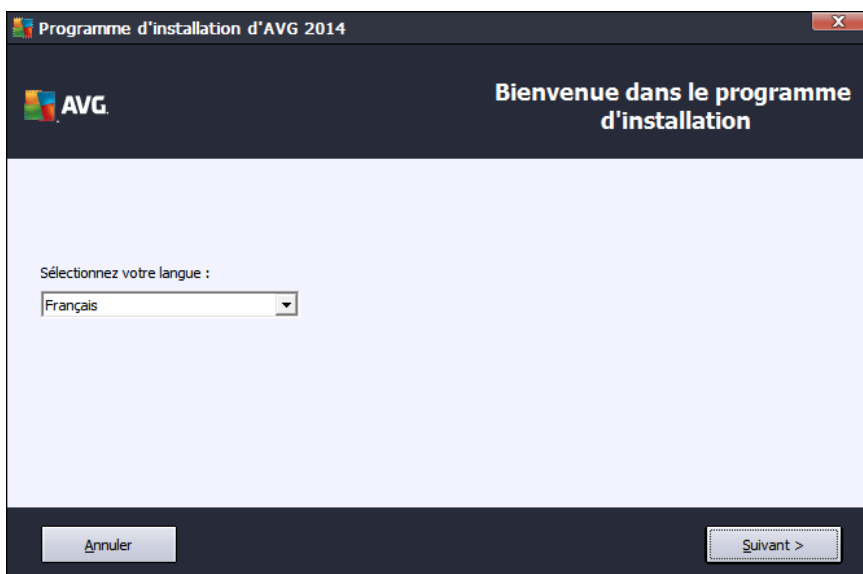 Programme d'installation d'AVG 2014
X
AVG.
Bienvenue dans le programme
d'installation
Sélectionnez votre langue :
Français
Annuler
Suivant >